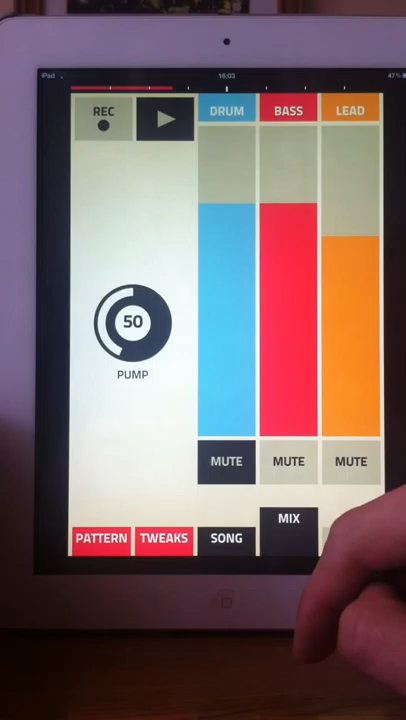 iPad
16:03
47%
REC
DRUM
BASS
LEAD
50
PUMP
MUTE
MUTE
MUTE
MIX
PATTERN
TWEAKS
SONG